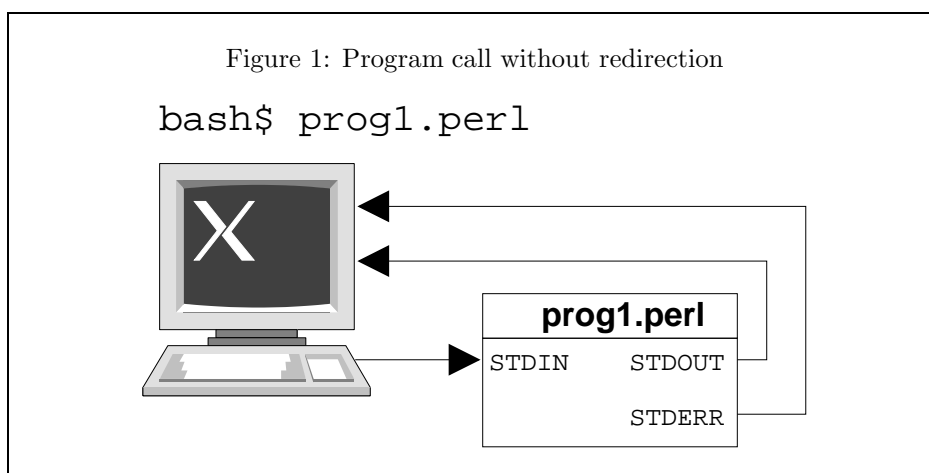 Figure 1: Program call without redirection
bash$ prog1.perl
X
prog1.perl
STDIN STDOUT
STDERR